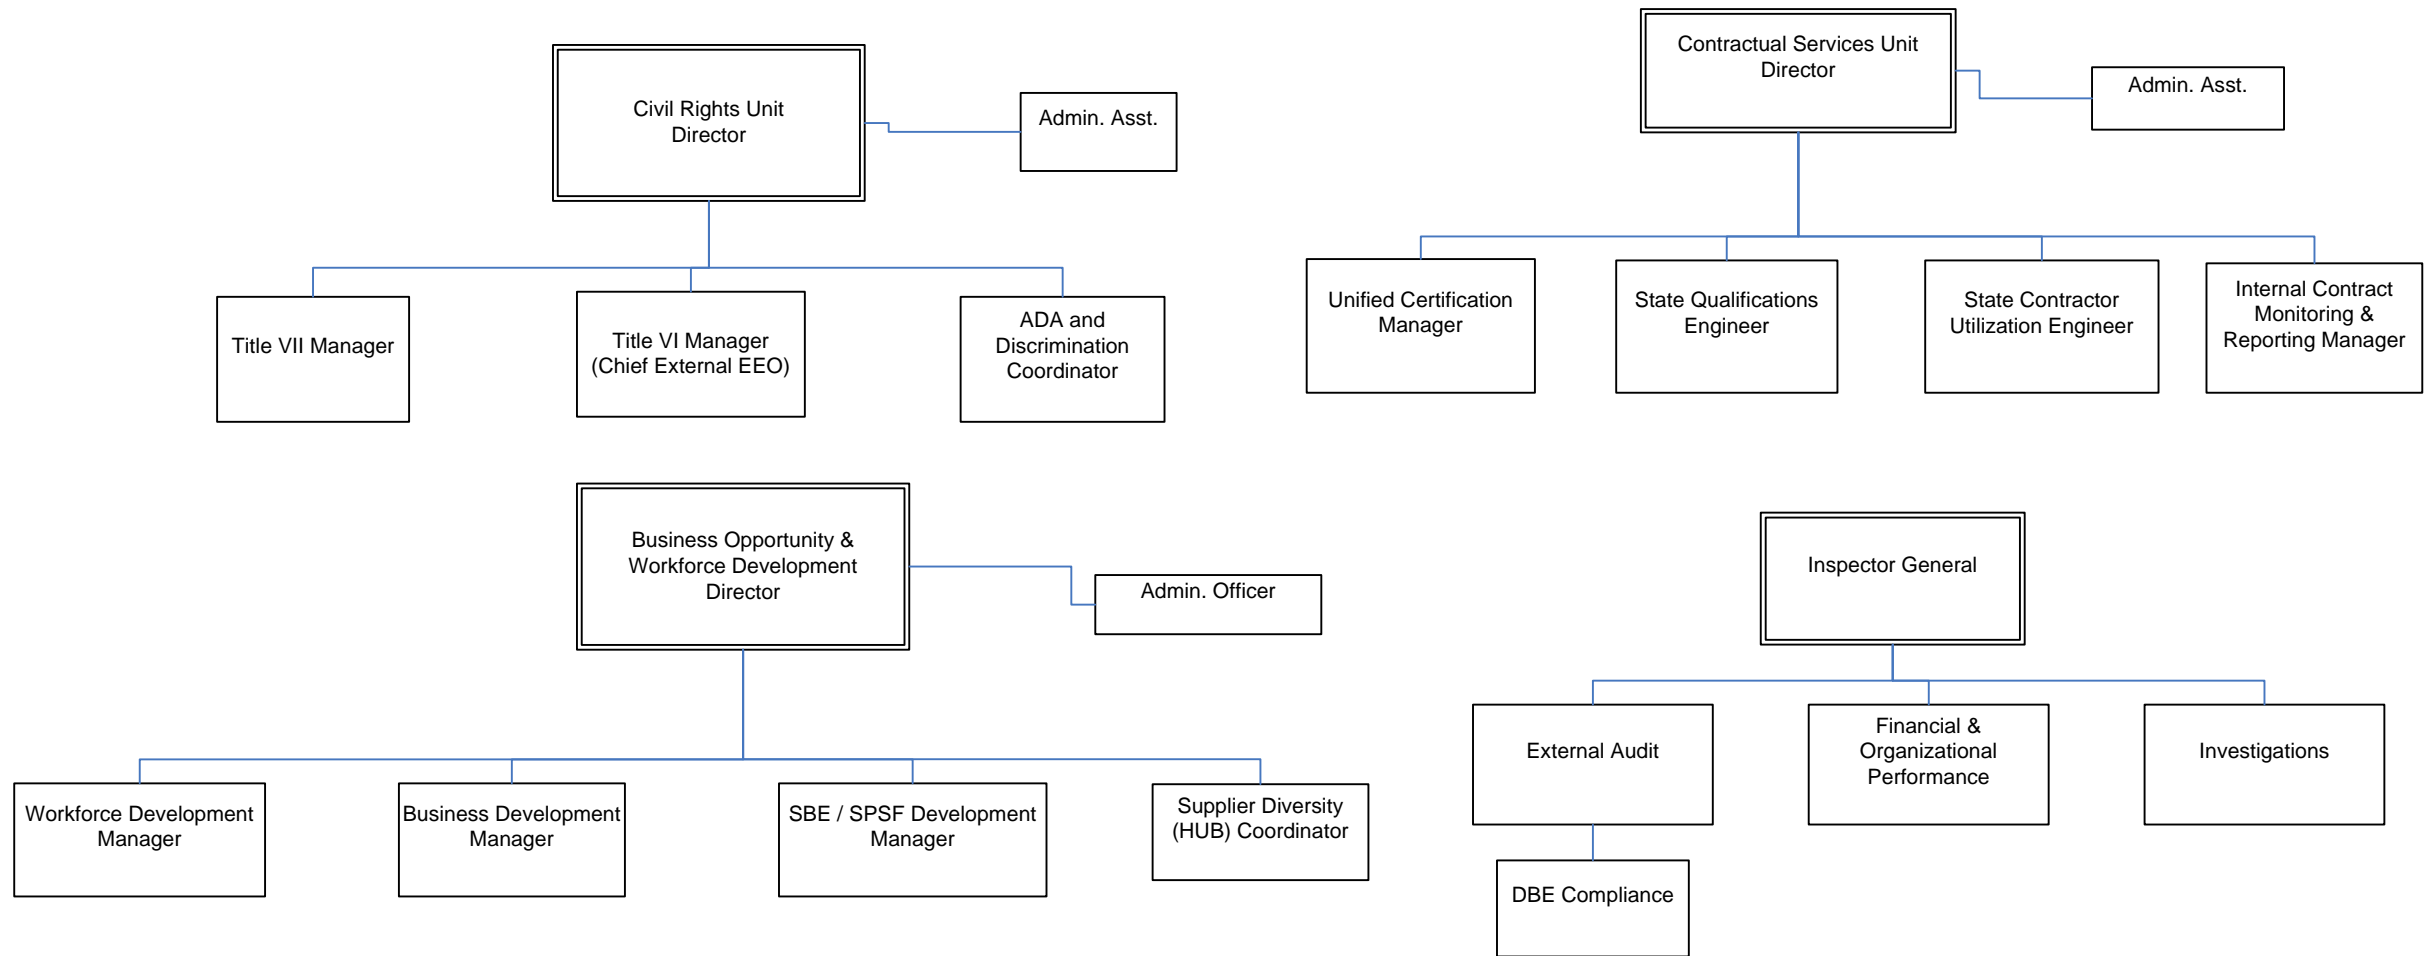 Civil Rights Unit
Director
Admin. Asst.
Title VII Manager
Title VI Manager
(Chief External EEO)
ADA and
Discrimination
Coordinator
Contractual Services Unit
Director
Admin. Asst.
Unified Certification
Manager
State Qualifications
Engineer
State Contractor
Utilization Engineer
Internal Contract
Monitoring &
Reporting Manager
Business Opportunity &
Workforce Development
Director
Admin. Officer
Workforce Development
Manager
Business Development
Manager
SBE / SPSF Development
Manager
Supplier Diversity
(HUB) Coordinator
Inspector General
External Audit
Financial &
Organizational
Performance
Investigations
DBE Compliance